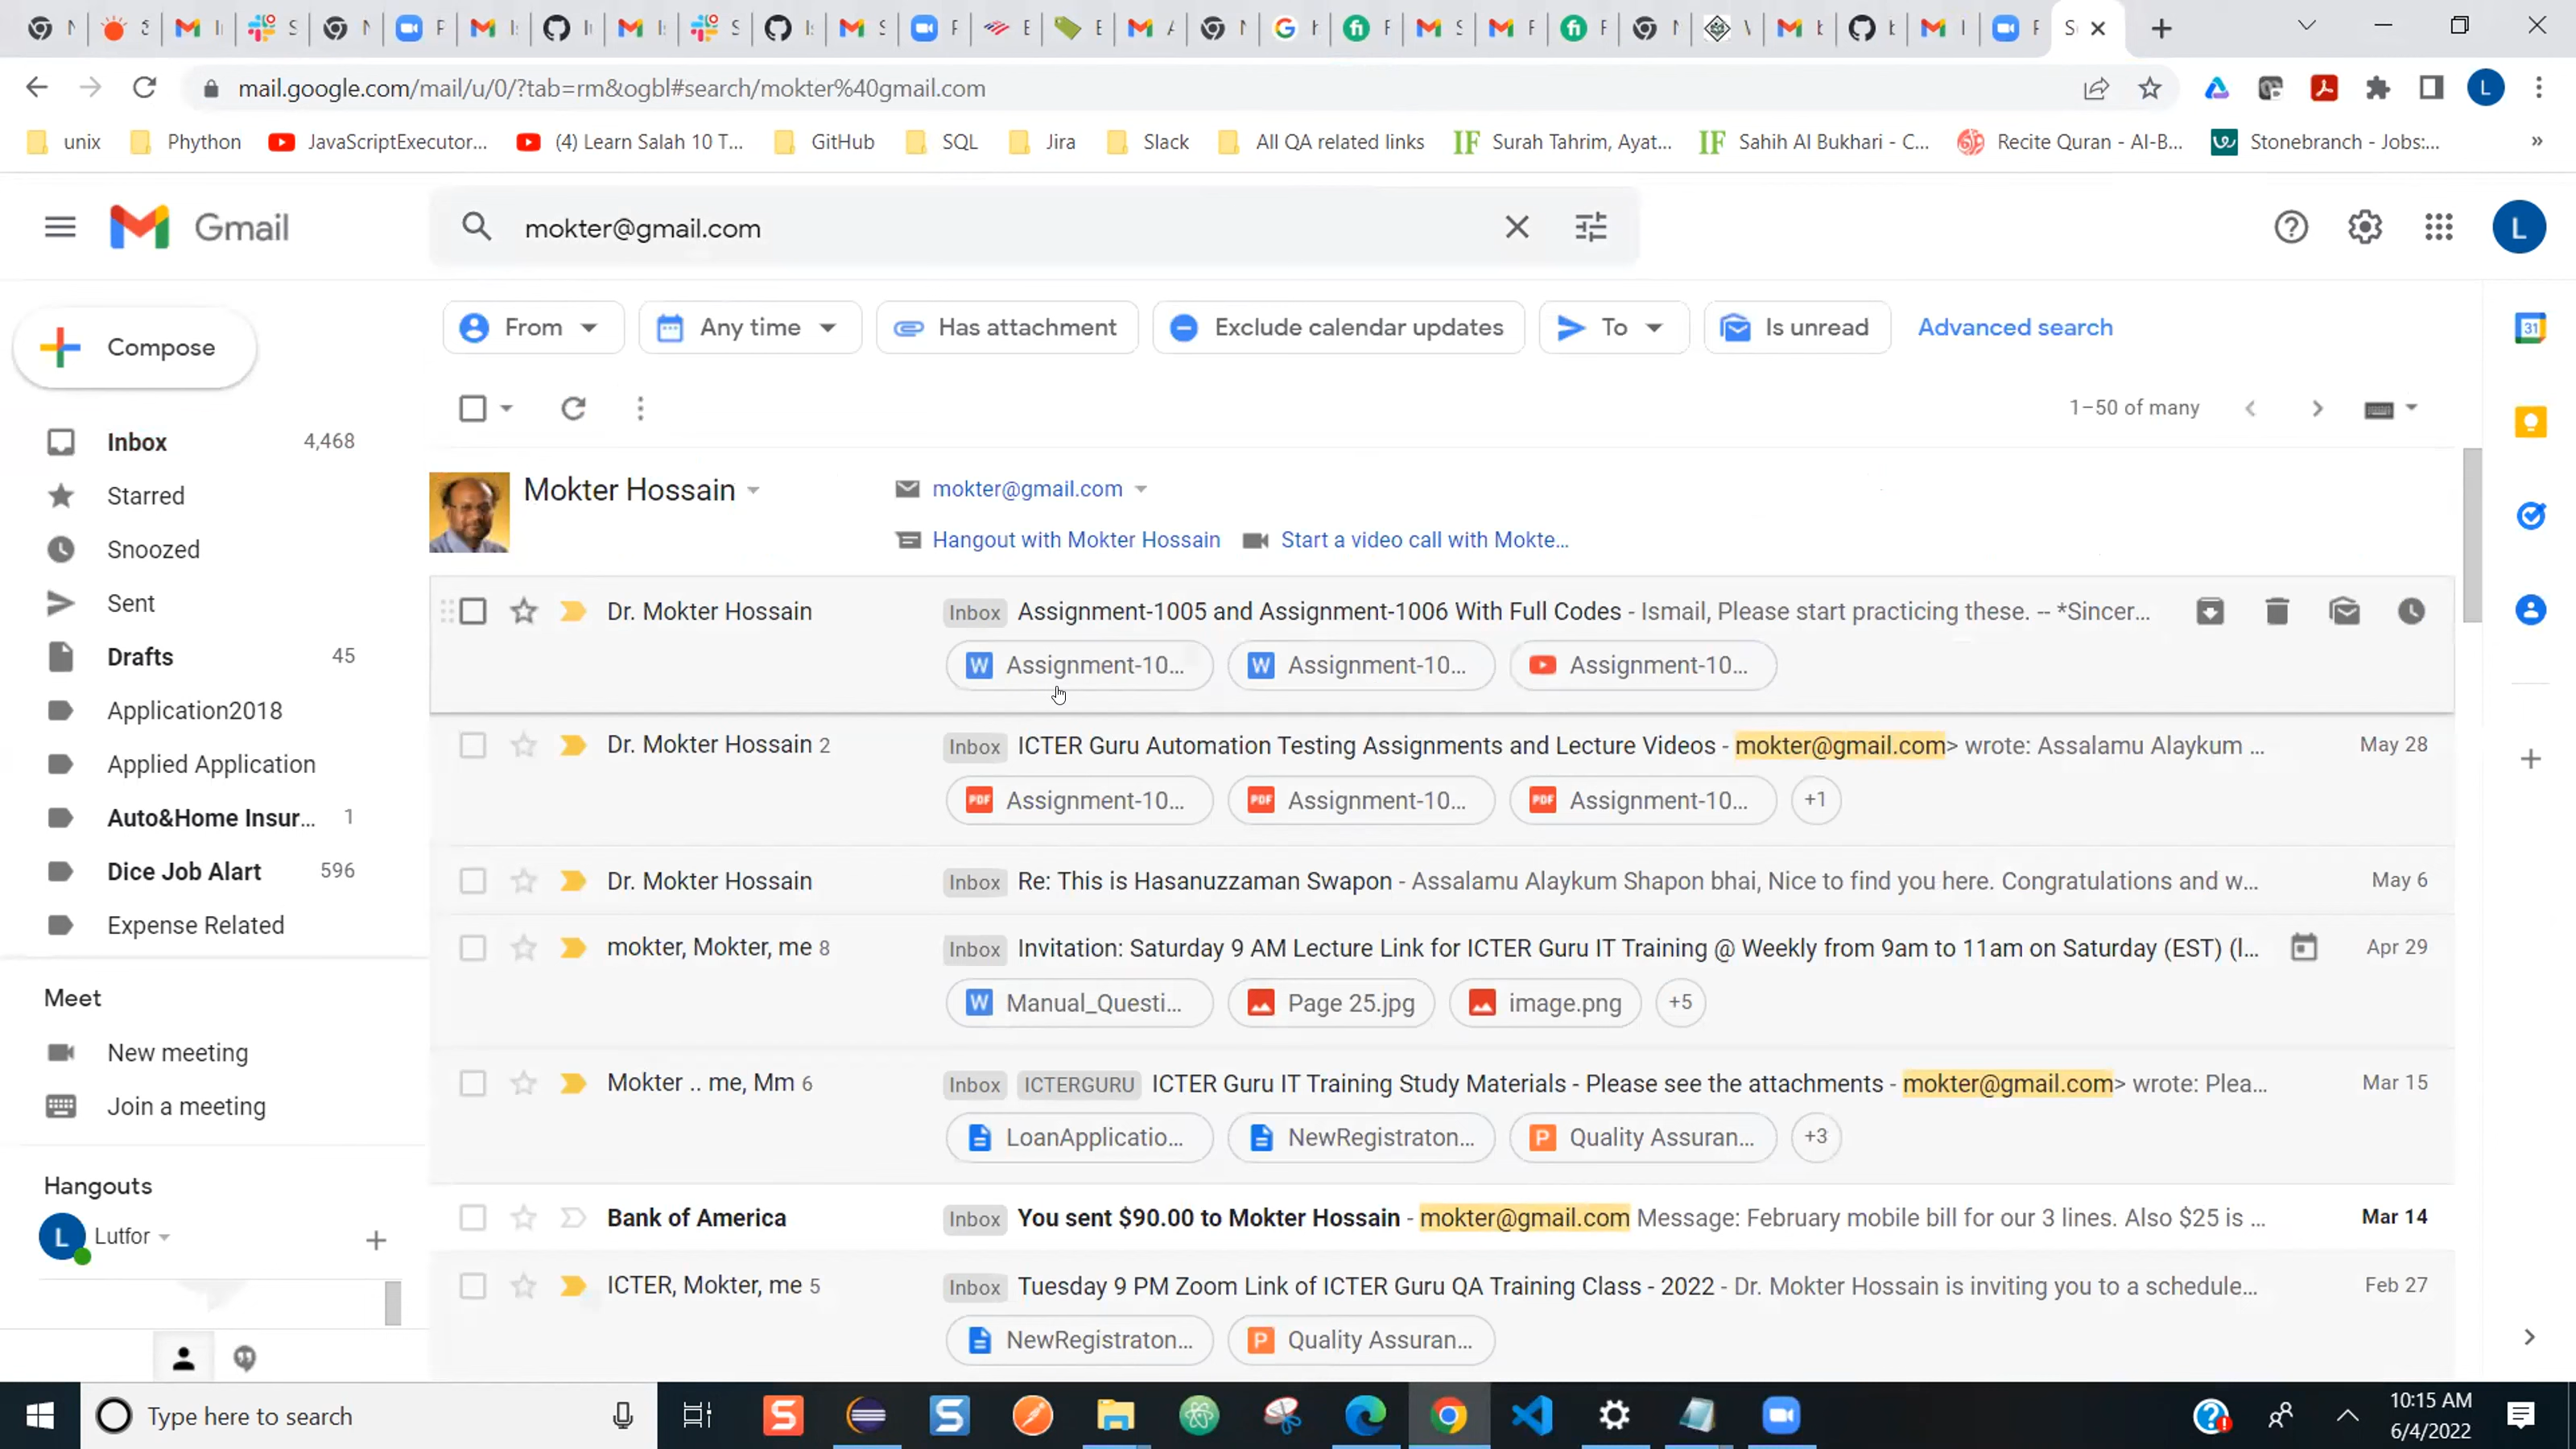 mail.google.com/mail/u/0/?tab=rm&ogbl#search/mokter%40gmail.com
L
unix
Phython
JavaScriptExecutor...
(4) Learn Salah 10 T...
GitHub
SQL
Jira
Slack
All QA related links
Surah Tahrim, Ayat...
Sahih Al Bukhari - C...
Recite Quran - Al-B...
Stonebranch - Jobs:...
Gmail
mokter@gmail.com
L
Compose
From
Any time
Has attachment
Exclude calendar updates
To
Is unread
Advanced search
1–50 of many
Inbox 4,468
Starred
Snoozed
Sent
Drafts 45
Application2018
Applied Application
Auto&Home Insur... 1
Dice Job Alart 596
Expense Related
Meet
New meeting
Join a meeting
Hangouts
L Lutfor
Mokter Hossain
mokter@gmail.com
Hangout with Mokter Hossain
Start a video call with Mokte...
Dr. Mokter Hossain Inbox Assignment-1005 and Assignment-1006 With Full Codes - Ismail, Please start practicing these. -- *Sincer...
Assignment-10... Assignment-10... Assignment-10...
Dr. Mokter Hossain 2 Inbox ICTER Guru Automation Testing Assignments and Lecture Videos - mokter@gmail.com> wrote: Assalamu Alaykum ... May 28
PDF Assignment-10... PDF Assignment-10... PDF Assignment-10... +1
Dr. Mokter Hossain Inbox Re: This is Hasanuzzaman Swapon - Assalamu Alaykum Shapon bhai, Nice to find you here. Congratulations and w... May 6
mokter, Mokter, me 8 Inbox Invitation: Saturday 9 AM Lecture Link for ICTER Guru IT Training @ Weekly from 9am to 11am on Saturday (EST) (l... Apr 29
W Manual_Questi... Page 25.jpg image.png +5
Mokter .. me, Mm 6 Inbox ICTERGURU ICTER Guru IT Training Study Materials - Please see the attachments - mokter@gmail.com> wrote: Plea... Mar 15
LoanApplicatio... NewRegistraton... P Quality Assuran... +3
Bank of America Inbox You sent $90.00 to Mokter Hossain - mokter@gmail.com Message: February mobile bill for our 3 lines. Also $25 is ... Mar 14
ICTER, Mokter, me 5 Inbox Tuesday 9 PM Zoom Link of ICTER Guru QA Training Class - 2022 - Dr. Mokter Hossain is inviting you to a schedule... Feb 27
NewRegistraton... P Quality Assuran...
Type here to search
10:15 AM
6/4/2022